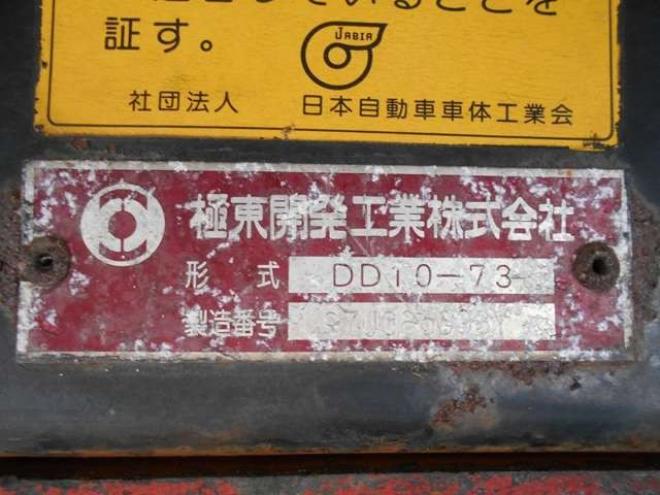 証す。
JABIA
社団法人 日本自動車車体工業会
極東開発工業株式会社
形式 DD10-73
製造番号